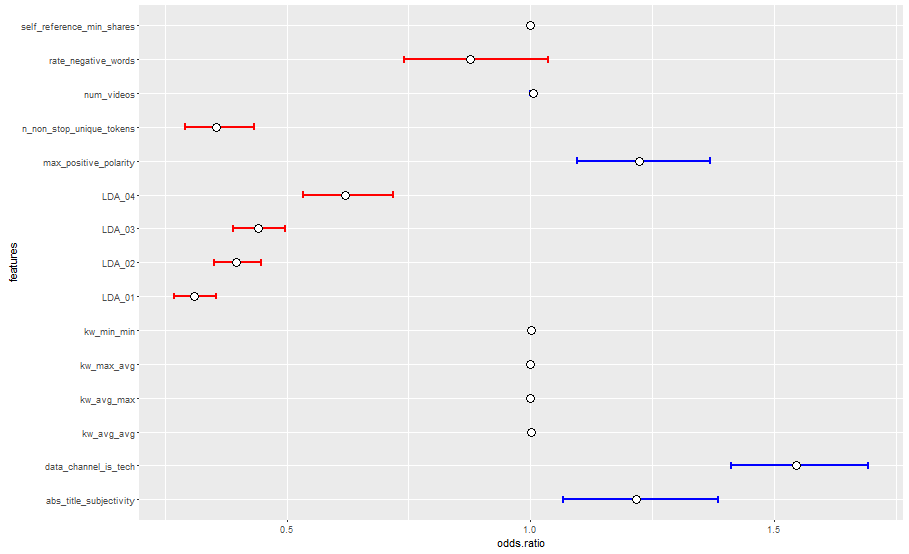 self_reference_min_shares
rate_negative_words
num_videos
n_non_stop_unique_tokens
max_positive_polarity
LDA_04
LDA_03
LDA_02
LDA_01
kw_min_min
kw_max_avg
kw_avg_max
kw_avg_avg
data_channel_is_tech
abs_title_subjectivity
features
0.5 1.0 1.5
odds.ratio